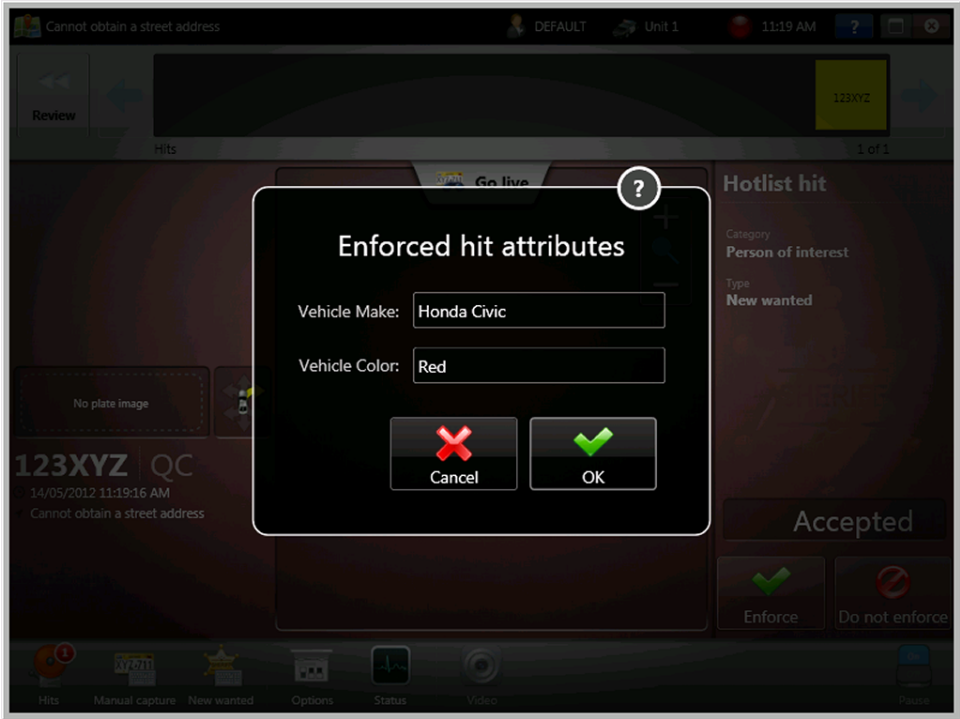 Cannot obtain a street address
DEFAULT
Unit 1
11:19 AM
?
Review
123XYZ
Hits
1 of 1
Go live
?
Hotlist hit
Enforced hit attributes
Category
Person of interest
Type
New wanted
Vehicle Make: Honda Civic
Vehicle Color: Red
No plate image
Cancel
OK
123XYZ QC
14/05/2012 11:19:16 AM
Cannot obtain a street address
Accepted
Enforce
Do not enforce
1
XYZ-711
Hits
Manual capture
New wanted
Options
Status
Video
Pause